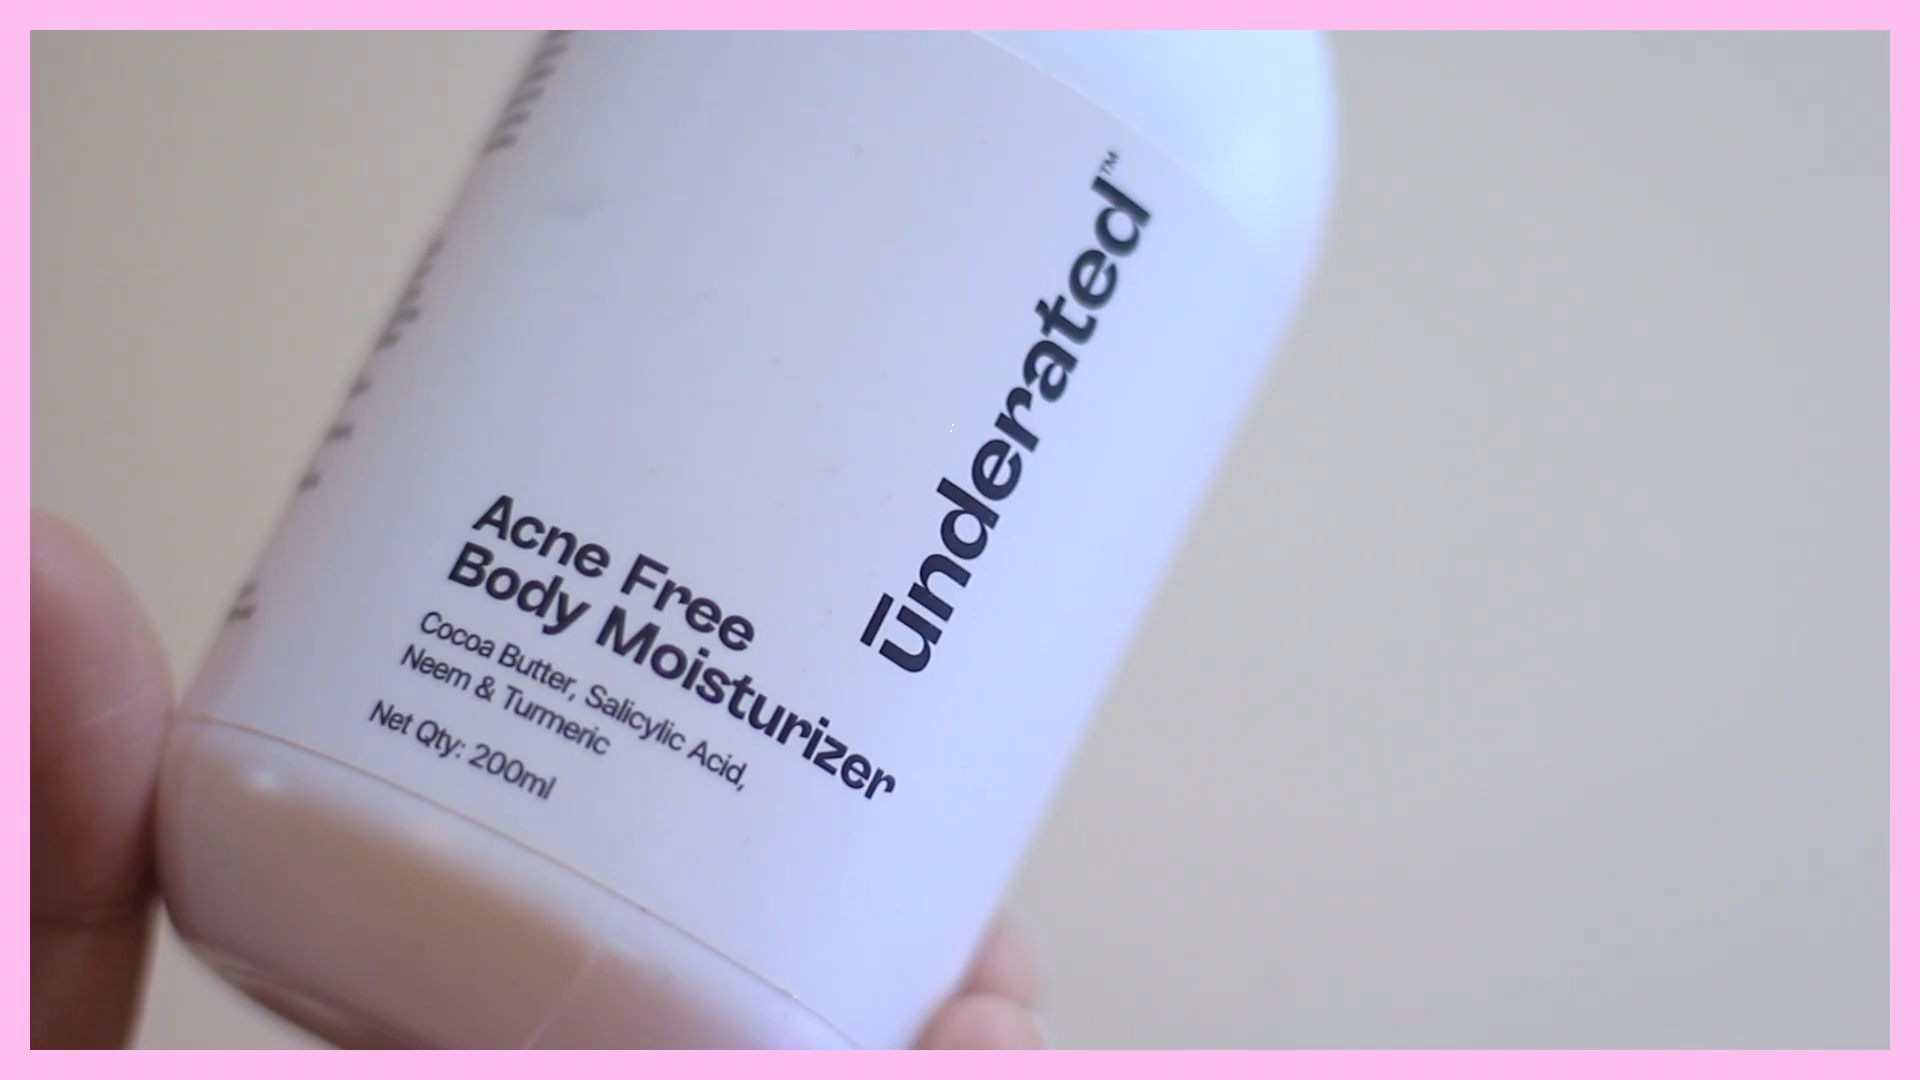 ūnderated™
Acne Free
Body Moisturizer
Cocoa Butter, Salicylic Acid,
Neem & Turmeric
Net Qty: 200ml